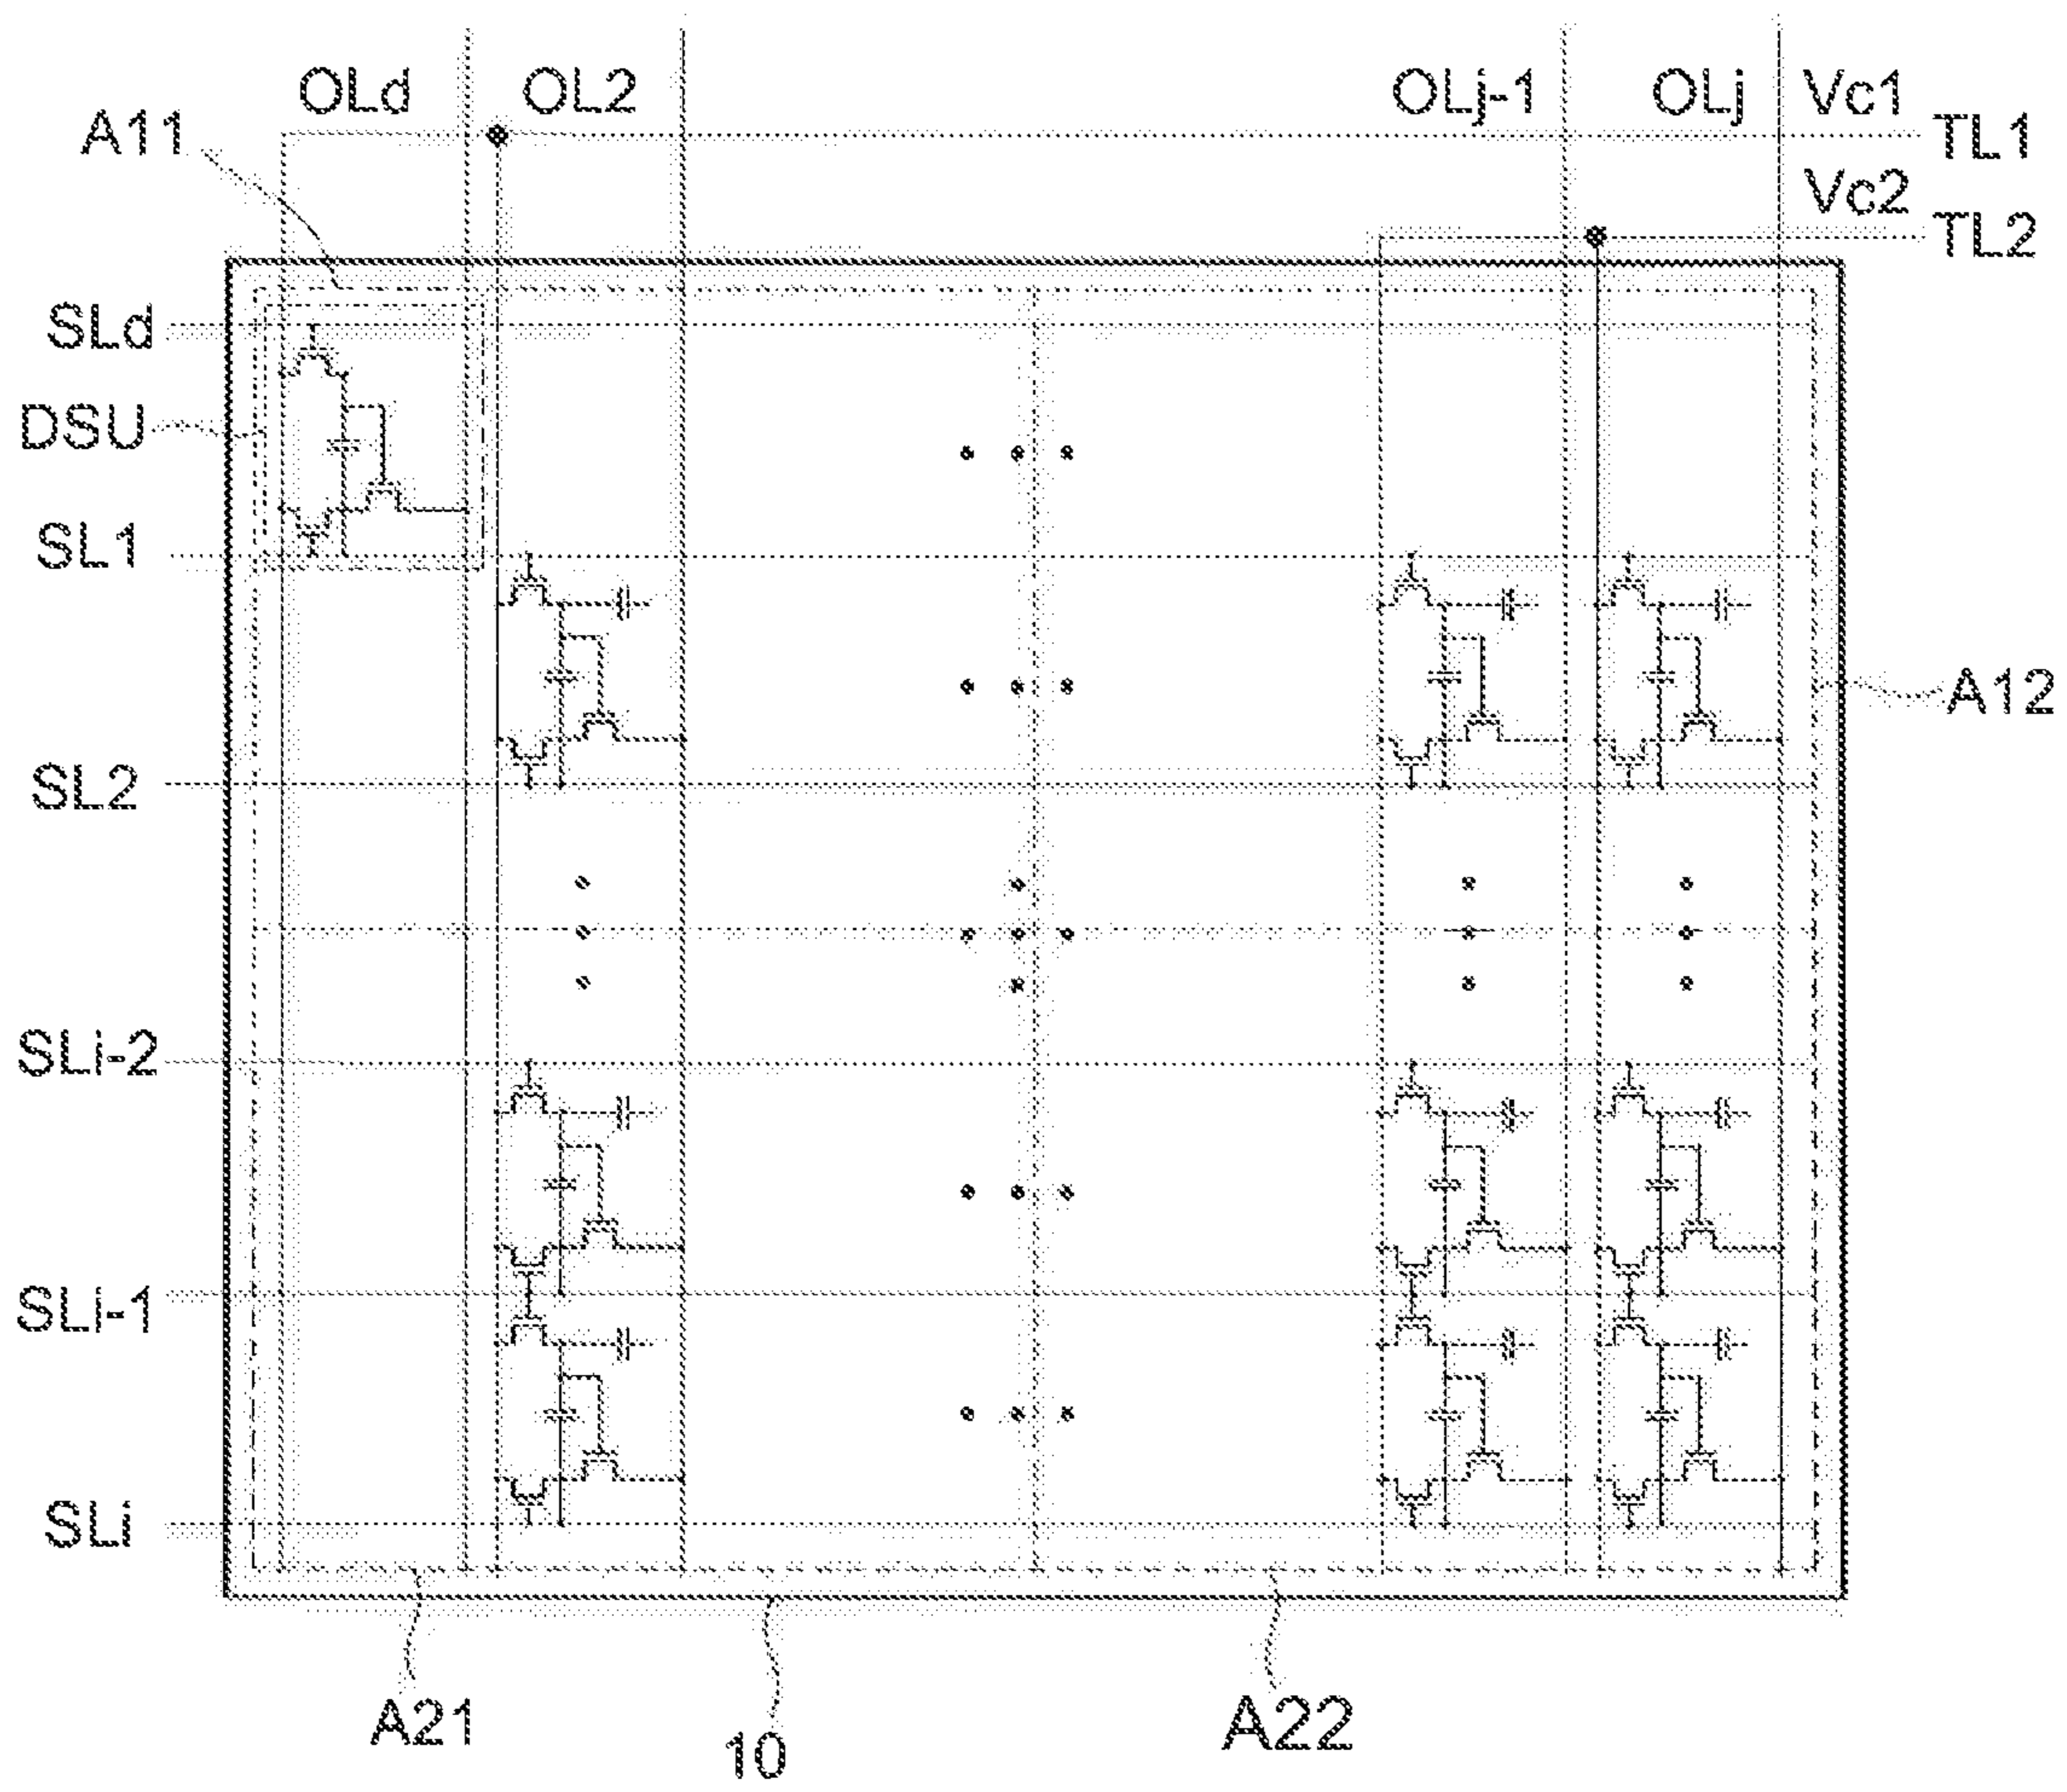 OLd OL2 OLj-1 OLj Vc1
A11 TL1
Vc2
TL2
SLd
DSU
SL1
A12
SL2
SLi-2
SLi-1
SLi
A21 A22
10